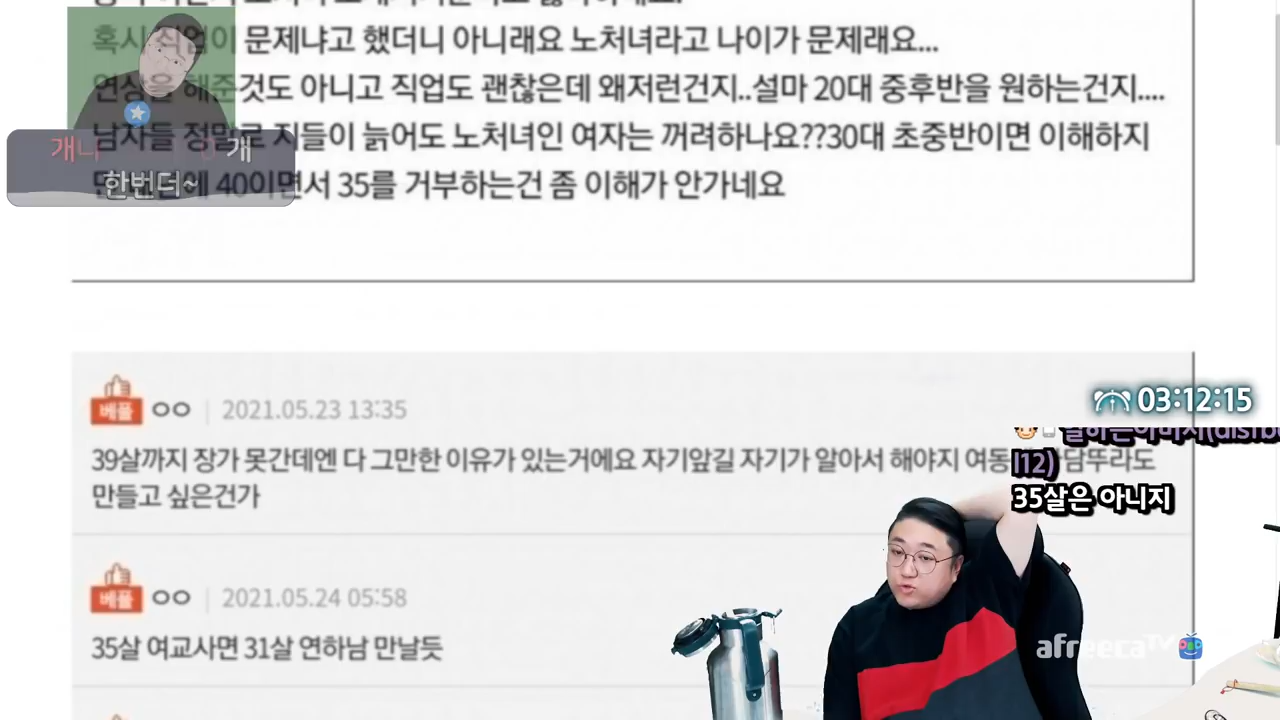 혹시 직업이 문제냐고 했더니 아니래요 노처녀라고 나이가 문제래요...
연상을 해준것도 아니고 직업도 괜찮은데 왜저런건지..설마 20대 중후반을 원하는건지....
남자들 정말로 지들이 늙어도 노처녀인 여자는 꺼려하나요??30대 초중반이면 이해하지
40이면서 35를 거부하는건 좀 이해가 안가네요
개
한번더~
베플 ㅇㅇ | 2021.05.23 13:35
39살까지 장가 못간데엔 다 그만한 이유가 있는거에요 자기앞길 자기가 알아서 해야지 여동 담뚜라도
만들고 싶은건가
베플 ㅇㅇ | 2021.05.24 05:58
35살 여교사면 31살 연하남 만날듯
03:12:15
l12)
35살은 아니지
afreecaTV